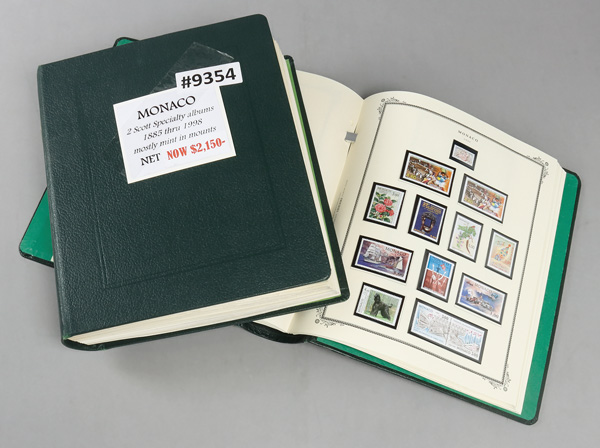 #9354
MONACO
2 Scott Specialty albums
1885 thru 1998
mostly mint in mounts
NET NOW $2,150-
MONACO